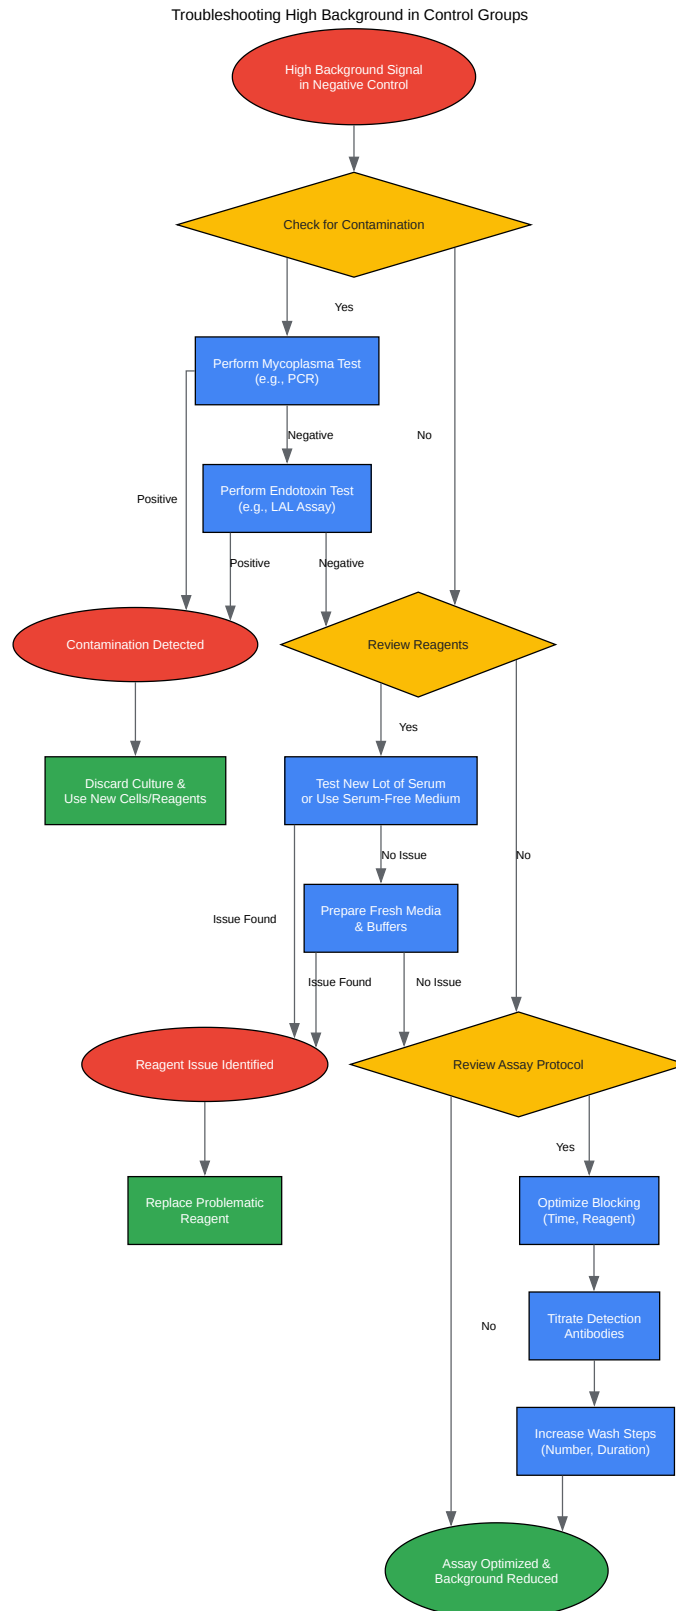 Troubleshooting High Background in Control Groups
High Background Signal
in Negative Control
Check for Contamination
Yes
Perform Mycoplasma Test
(e.g., PCR)
Negative
No
Perform Endotoxin Test
(e.g., LAL Assay)
Positive
Positive
Negative
Contamination Detected
Review Reagents
Yes
Discard Culture &
Use New Cells/Reagents
Test New Lot of Serum
or Use Serum-Free Medium
No Issue
No
Prepare Fresh Media
& Buffers
Issue Found
Issue Found
No Issue
Reagent Issue Identified
Review Assay Protocol
Yes
Replace Problematic
Reagent
Optimize Blocking
(Time, Reagent)
No
Titrate Detection
Antibodies
Increase Wash Steps
(Number, Duration)
Assay Optimized &
Background Reduced